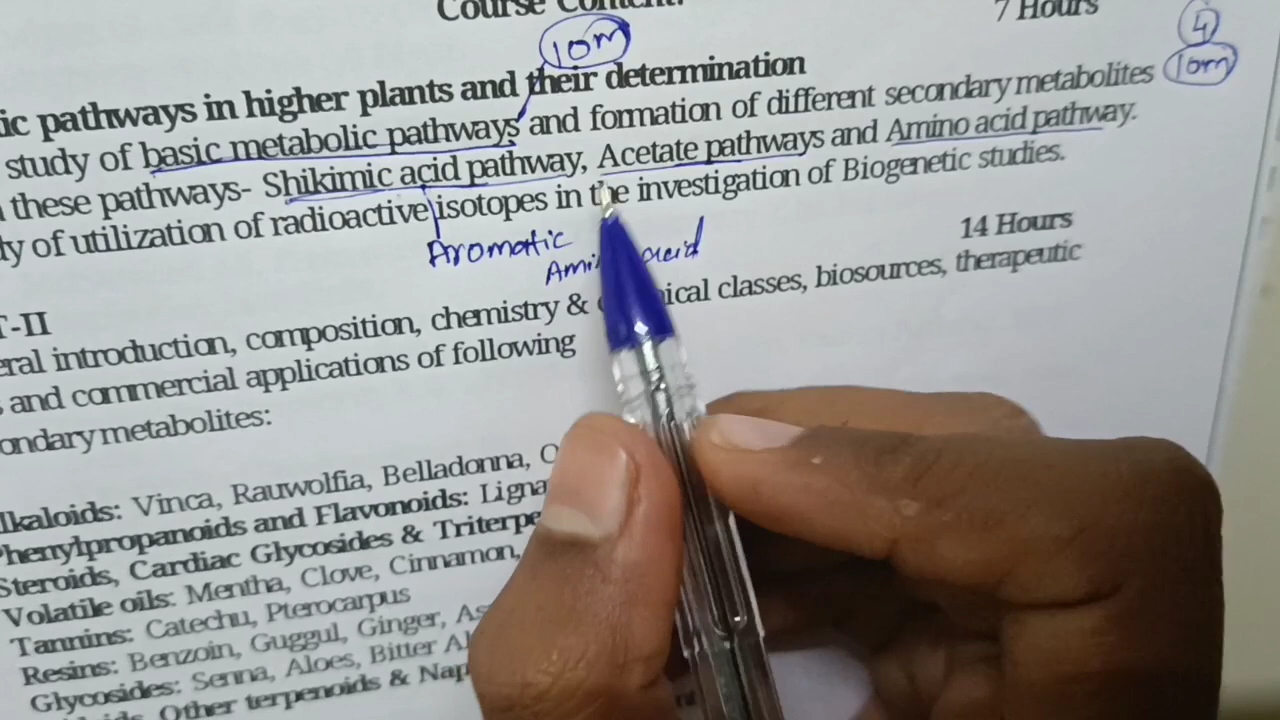 Course Content
7 Hours
10m
4
10m
ic pathways in higher plants and their determination
study of basic metabolic pathways and formation of different secondary metabolites
these pathways- Shikimic acid pathway, Acetate pathways and Amino acid pathway.
y of utilization of radioactive isotopes in the investigation of Biogenetic studies.
Aromatic
acid
14 Hours
T-II
eral introduction, composition, chemistry & ical classes, biosources, therapeutic
s and commercial applications of following
ondary metabolites:
lkaloids: Vinca, Rauwolfia, Belladonna, O
Phenylpropanoids and Flavonoids: Ligna
Steroids, Cardiac Glycosides & Triterpe
Volatile oils: Mentha, Clove, Cinnamon,
Tannins: Catechu, Pterocarpus
Resins: Benzoin, Guggul, Ginger, As
Glycosides: Senna, Aloes, Bitter Al
Other terpenoids & Nap